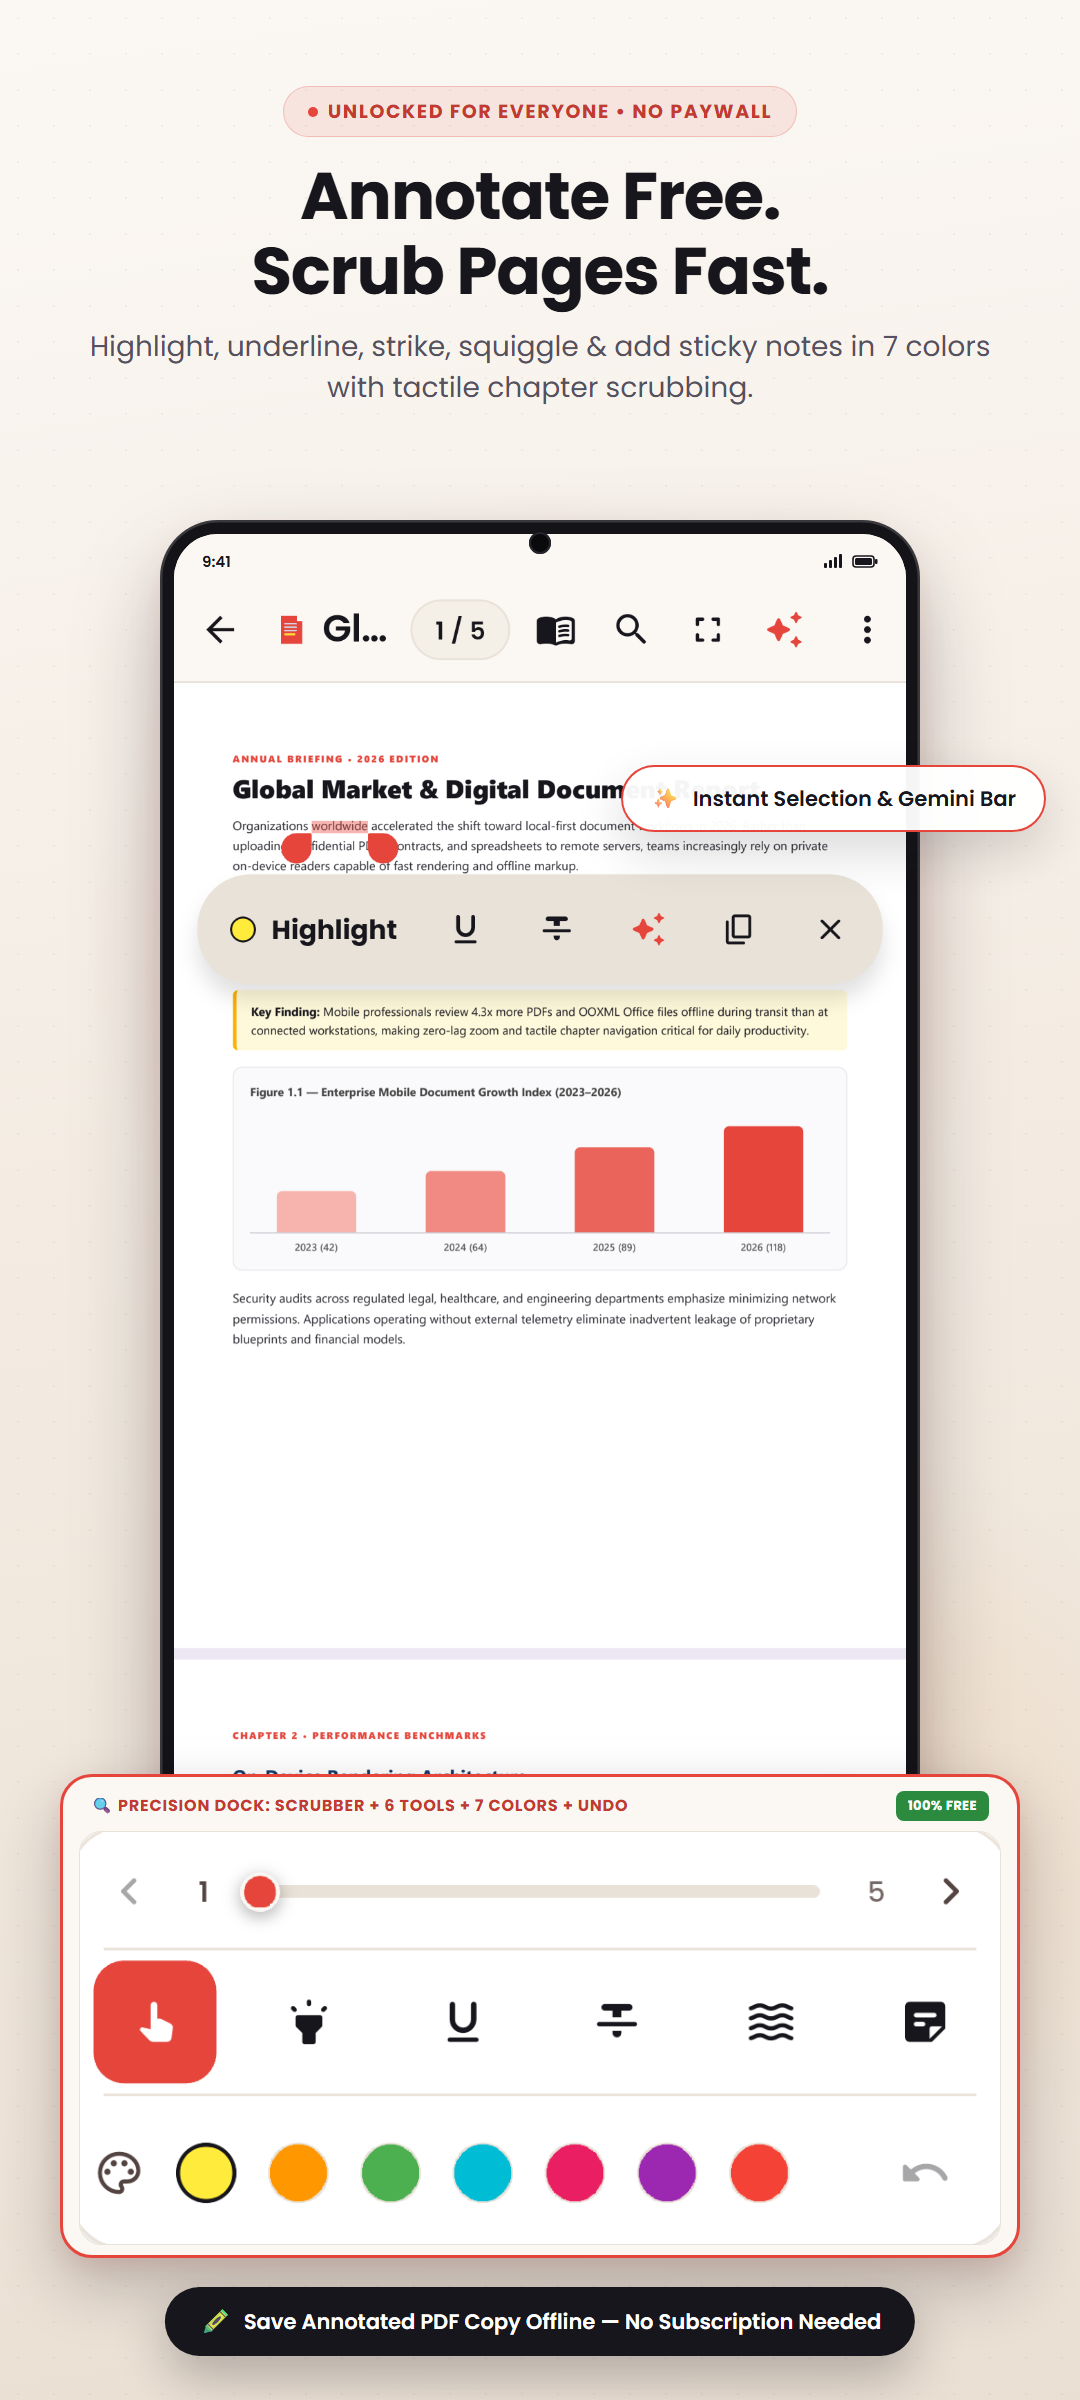 UNLOCKED FOR EVERYONE • NO PAYWALL
Annotate Free.
Scrub Pages Fast.
Highlight, underline, strike, squiggle & add sticky notes in 7 colors
with tactile chapter scrubbing.
9:41
Gl...
1 / 5
ANNUAL BRIEFING • 2026 EDITION
Global Market & Digital Document Report
Instant Selection & Gemini Bar
Organizations worldwide accelerated the shift toward local-first document
uploading fidential ontracts, and spreadsheets to remote servers, teams increasingly rely on private
on-device readers capable of fast rendering and offline markup.
Highlight
Key Finding: Mobile professionals review 4.3x more PDFs and OOXML Office files offline during transit than at
connected workstations, making zero-lag zoom and tactile chapter navigation critical for daily productivity.
Figure 1.1 — Enterprise Mobile Document Growth Index (2023–2026)
2023 (42)
2024 (64)
2025 (89)
2026 (118)
Security audits across regulated legal, healthcare, and engineering departments emphasize minimizing network
permissions. Applications operating without external telemetry eliminate inadvertent leakage of proprietary
blueprints and financial models.
CHAPTER 2 • PERFORMANCE BENCHMARKS
On-Device Rendering Architecture
PRECISION DOCK: SCRUBBER + 6 TOOLS + 7 COLORS + UNDO
100% FREE
1
5
Save Annotated PDF Copy Offline — No Subscription Needed